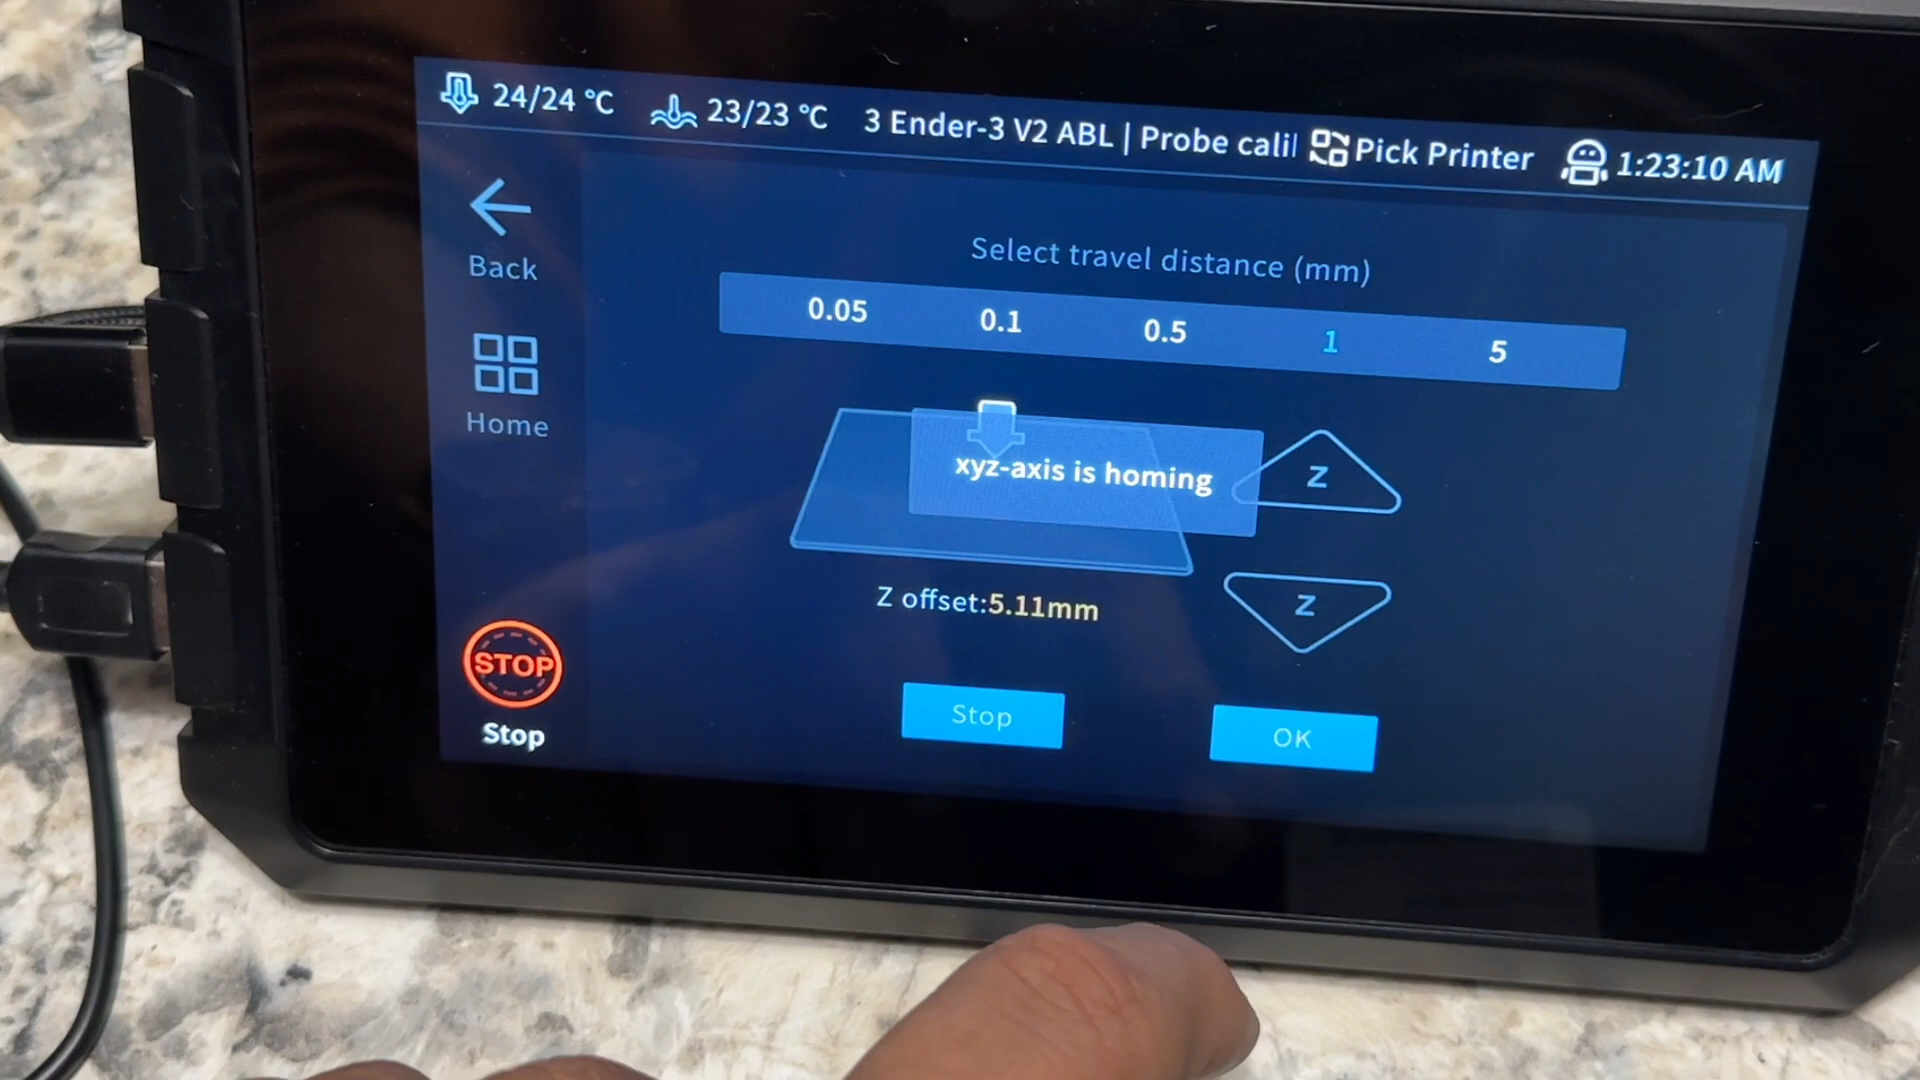 24/24 °C 23/23 °C 3 Ender-3 V2 ABL | Probe cali Pick Printer 1:23:10 AM
Back
Select travel distance (mm)
0.05 0.1 0.5 1 5
Home
xyz-axis is homing
Z
Z offset:5.11mm
Z
STOP
Stop
Stop
OK